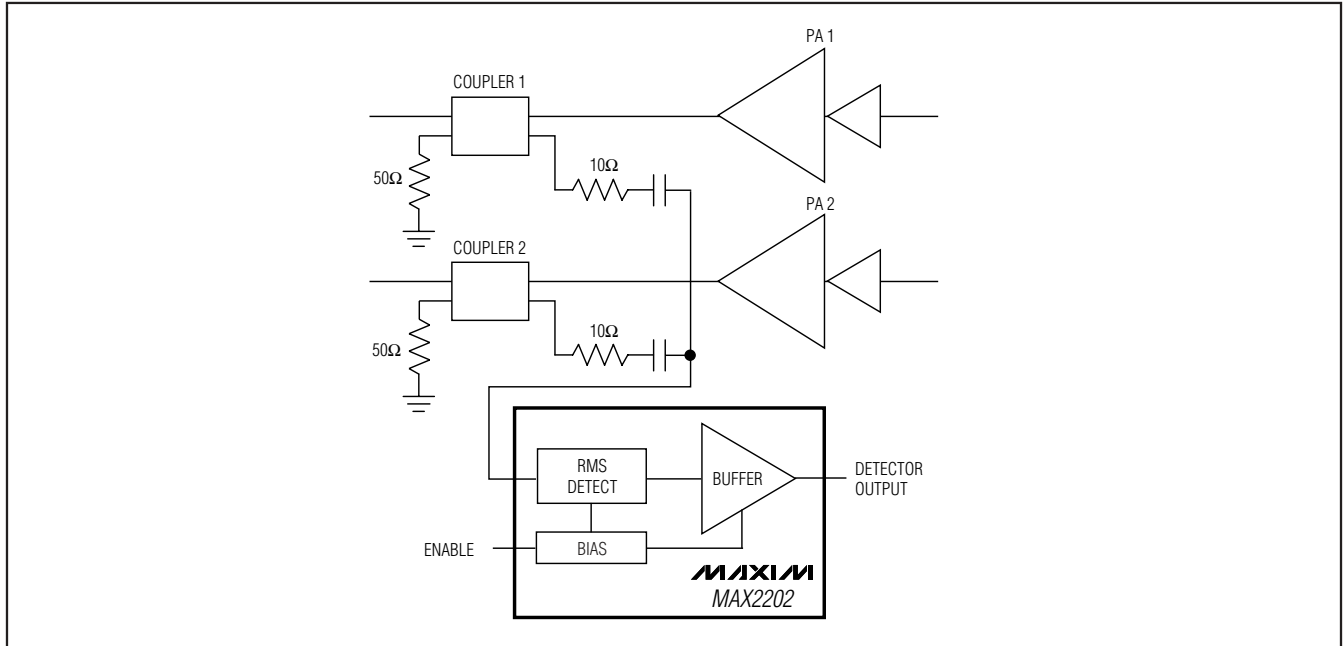 PA 1
COUPLER 1
10Ω
50Ω
PA 2
COUPLER 2
10Ω
50Ω
RMS
DETECT
BUFFER
DETECTOR
OUTPUT
ENABLE
BIAS
MAXIM
MAX2202